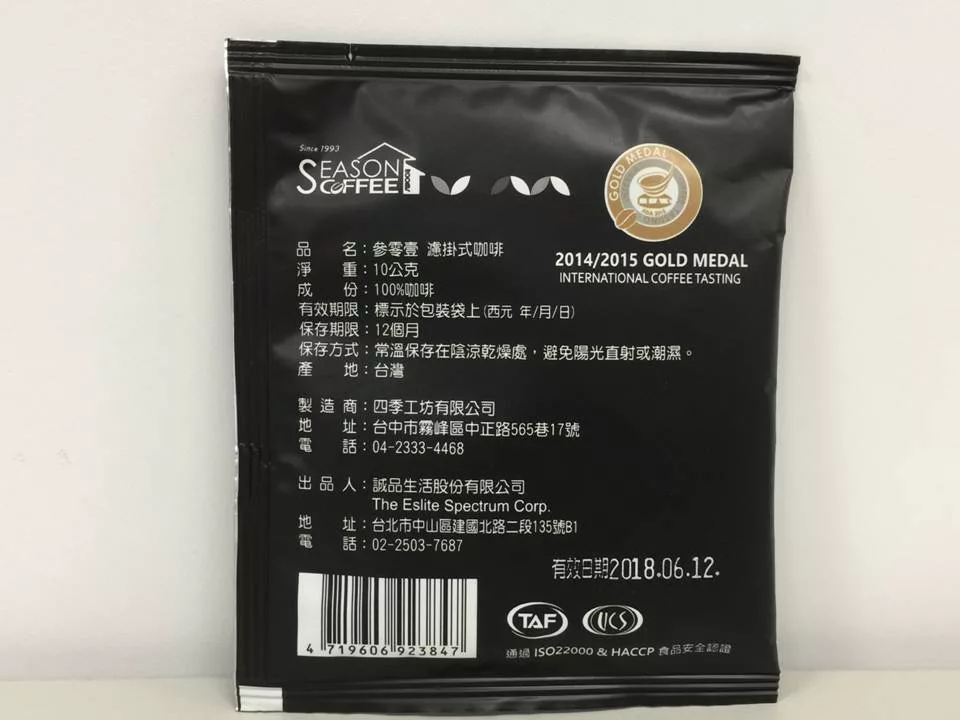 Since 1993
SEASON
COFFEE
GOLD MEDAL
2014/2015 GOLD MEDAL
INTERNATIONAL COFFEE TASTING
品 名：參零壹 濾掛式咖啡
淨 重：10公克
成 份：100%咖啡
有效期限：標示於包裝袋上(西元 年/月/日)
保存期限：12個月
保存方式：常溫保存在陰涼乾燥處，避免陽光直射或潮濕。
產 地：台灣
製 造 商：四季工坊有限公司
地 址：台中市霧峰區中正路565巷17號
電 話：04-2333-4468
出 品 人：誠品生活股份有限公司
The Eslite Spectrum Corp.
地 址：台北市中山區建國北路二段135號B1
電 話：02-2503-7687
有效日期2018.06.12.
4 719606 923847
TAF UCS
通過 ISO22000 & HACCP 食品安全認證